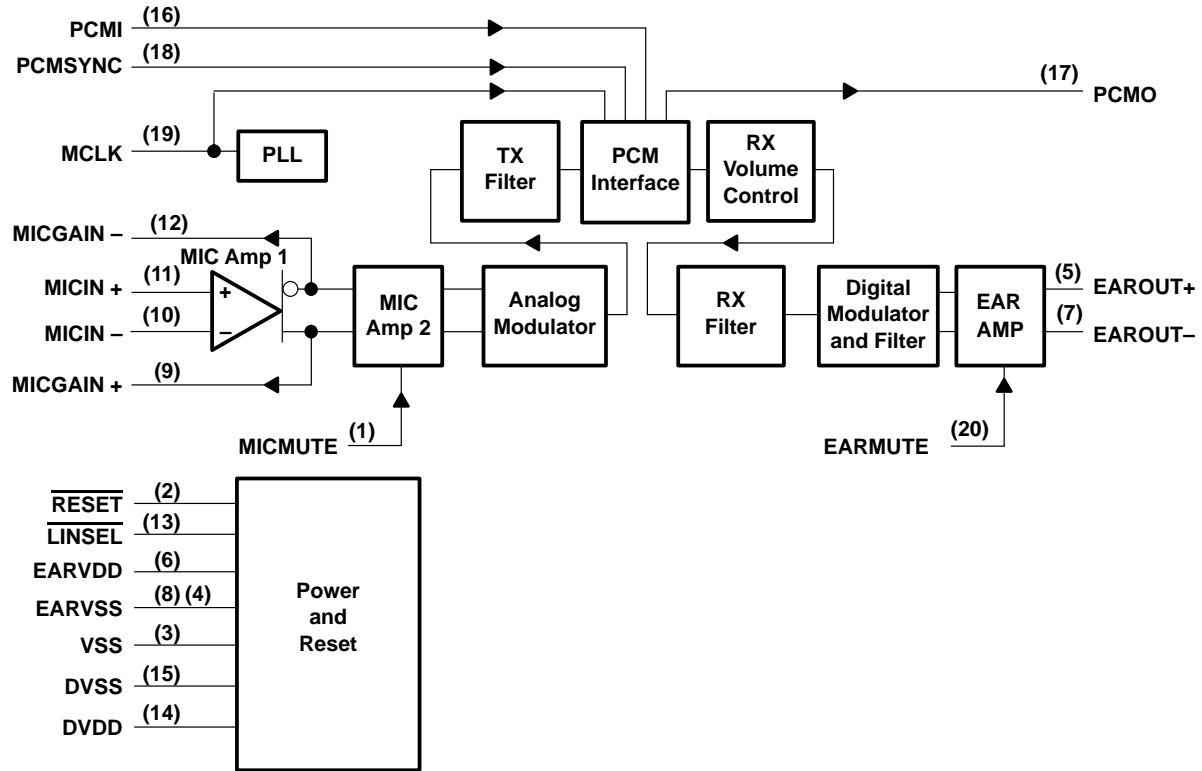 PCMI (16)
PCMSYNC (18)
(17) PCMO
MCLK (19)
PLL
TX
Filter
PCM
Interface
RX
Volume
Control
MICGAIN – (12)
MIC Amp 1
MICIN + (11)
+
MICIN – (10)
–
MICGAIN + (9)
MIC
Amp 2
Analog
Modulator
RX
Filter
Digital
Modulator
and Filter
EAR
AMP
(5) EAROUT+
(7) EAROUT–
MICMUTE (1)
EARMUTE (20)
RESET (2)
LINSEL (13)
EARVDD (6)
EARVSS (8) (4)
VSS (3)
DVSS (15)
DVDD (14)
Power
and
Reset